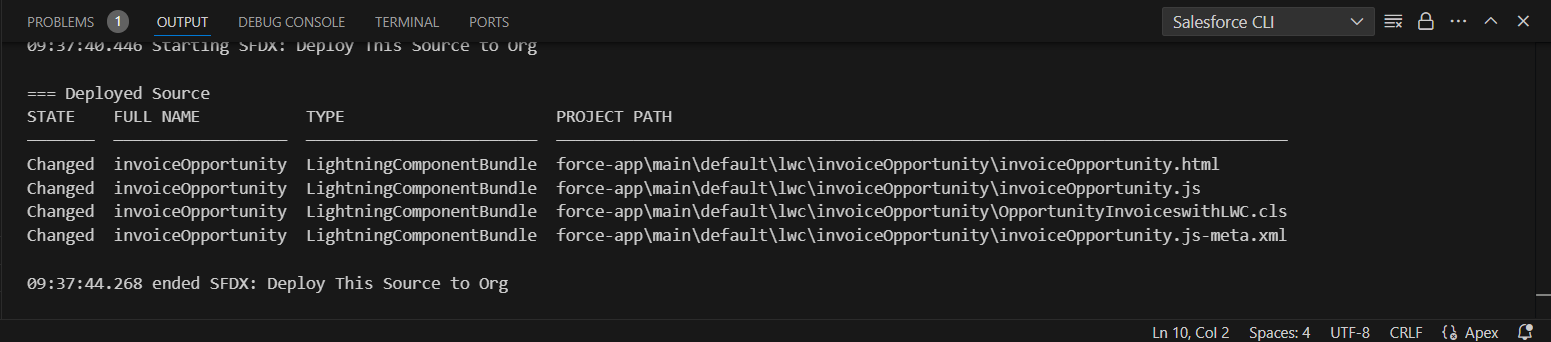 PROBLEMS 1 OUTPUT DEBUG CONSOLE TERMINAL PORTS Salesforce CLI
09:37:40.446 Starting SFDX: Deploy This Source to Org
=== Deployed Source
STATE FULL NAME TYPE PROJECT PATH
Changed invoiceOpportunity LightningComponentBundle force-app\main\default\lwc\invoiceOpportunity\invoiceOpportunity.html
Changed invoiceOpportunity LightningComponentBundle force-app\main\default\lwc\invoiceOpportunity\invoiceOpportunity.js
Changed invoiceOpportunity LightningComponentBundle force-app\main\default\lwc\invoiceOpportunity\OpportunityInvoiceswithLWC.cls
Changed invoiceOpportunity LightningComponentBundle force-app\main\default\lwc\invoiceOpportunity\invoiceOpportunity.js-meta.xml
09:37:44.268 ended SFDX: Deploy This Source to Org
Ln 10, Col 2 Spaces: 4 UTF-8 CRLF Apex